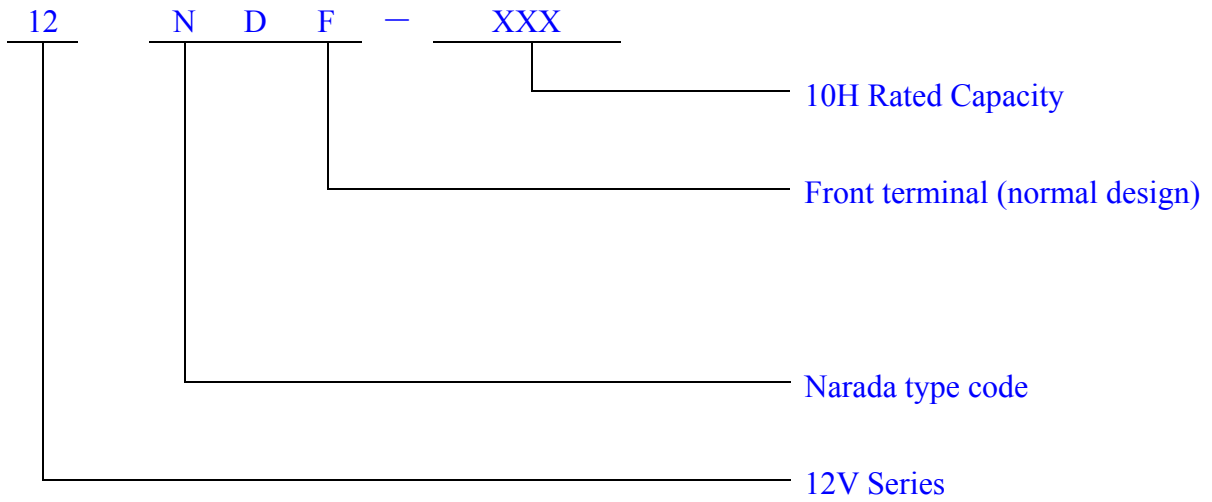 12 N D F — XXX
10H Rated Capacity
Front terminal (normal design)
Narada type code
12V Series